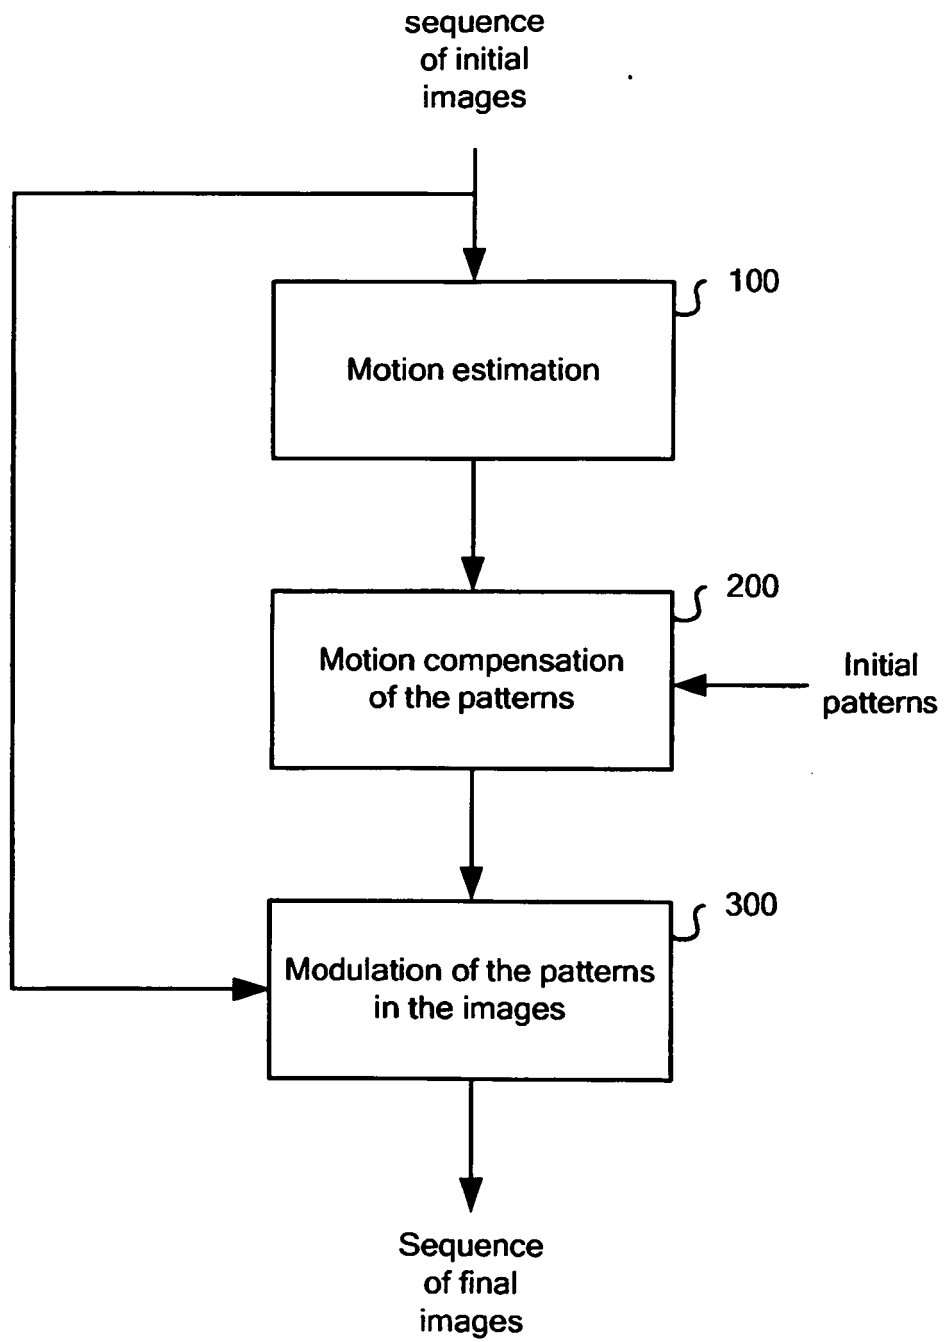 sequence
of initial
images
100
Motion estimation
200
Motion compensation
of the patterns
Initial
patterns
300
Modulation of the patterns
in the images
Sequence
of final
images